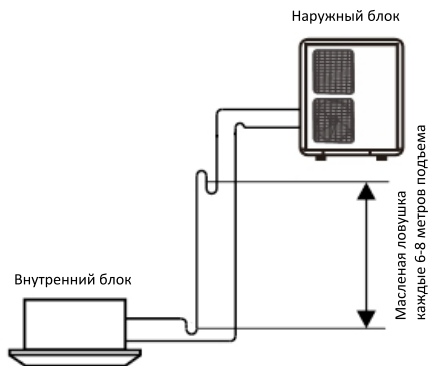 Наружный блок
Масленая ловушка
каждые 6-8 метров подъема
Внутренний блок